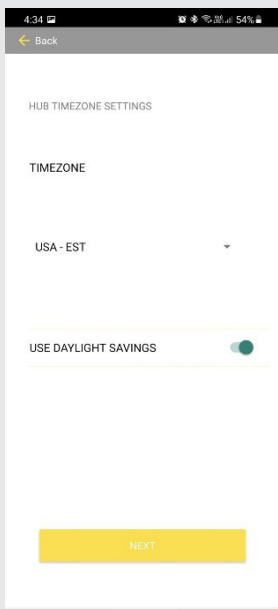 4:34 54%
Back
HUB TIMEZONE SETTINGS
TIMEZONE
USA - EST
USE DAYLIGHT SAVINGS
NEXT